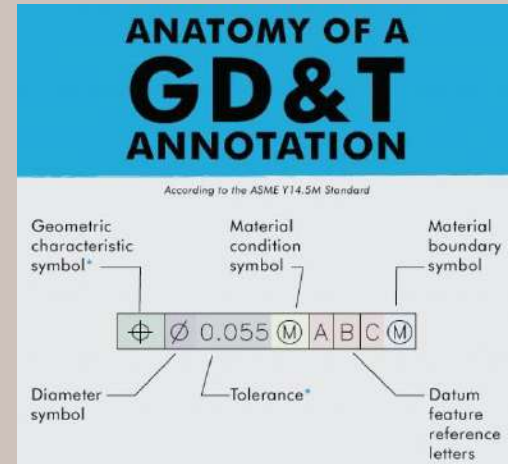 ANATOMY OF A
GD&T
ANNOTATION
According to the ASME Y14.5M Standard
Geometric
characteristic
symbol*
Material
condition
symbol
Material
boundary
symbol
⌖ Ø 0.055 Ⓜ A B C Ⓜ
Diameter
symbol
Tolerance*
Datum
feature
reference
letters